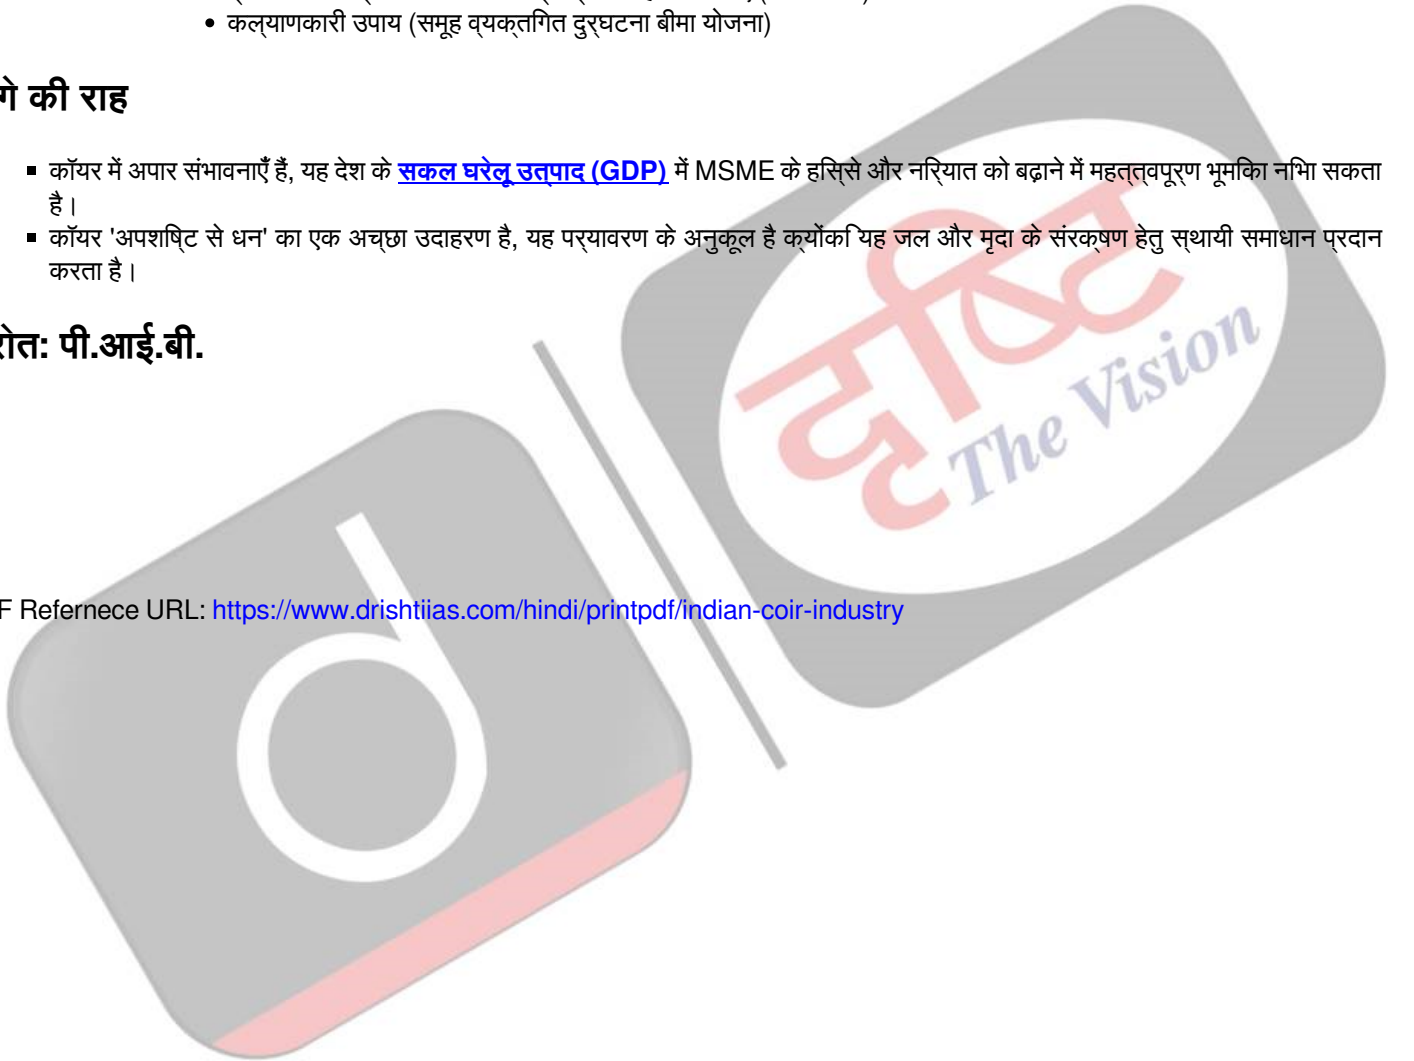 • कल्याणकारी उपाय (समूह व्यक्तिगत दुर्घटना बीमा योजना)
गे की राह
▪ कॉयर में अपार संभावनाएँ हैं, यह देश के सकल घरेलू उत्पाद (GDP) में MSME के हिस्से और निर्यात को बढ़ाने में महत्त्वपूर्ण भूमिका निभा सकता
है।
▪ कॉयर 'अपशिष्ट से धन' का एक अच्छा उदाहरण है, यह पर्यावरण के अनुकूल है क्योंकि यह जल और मृदा के संरक्षण हेतु स्थायी समाधान प्रदान
करता है।
रोत: पी.आई.बी.
दृष्टि
The Vision
d
F Refernece URL: https://www.drishtiias.com/hindi/printpdf/indian-coir-industry